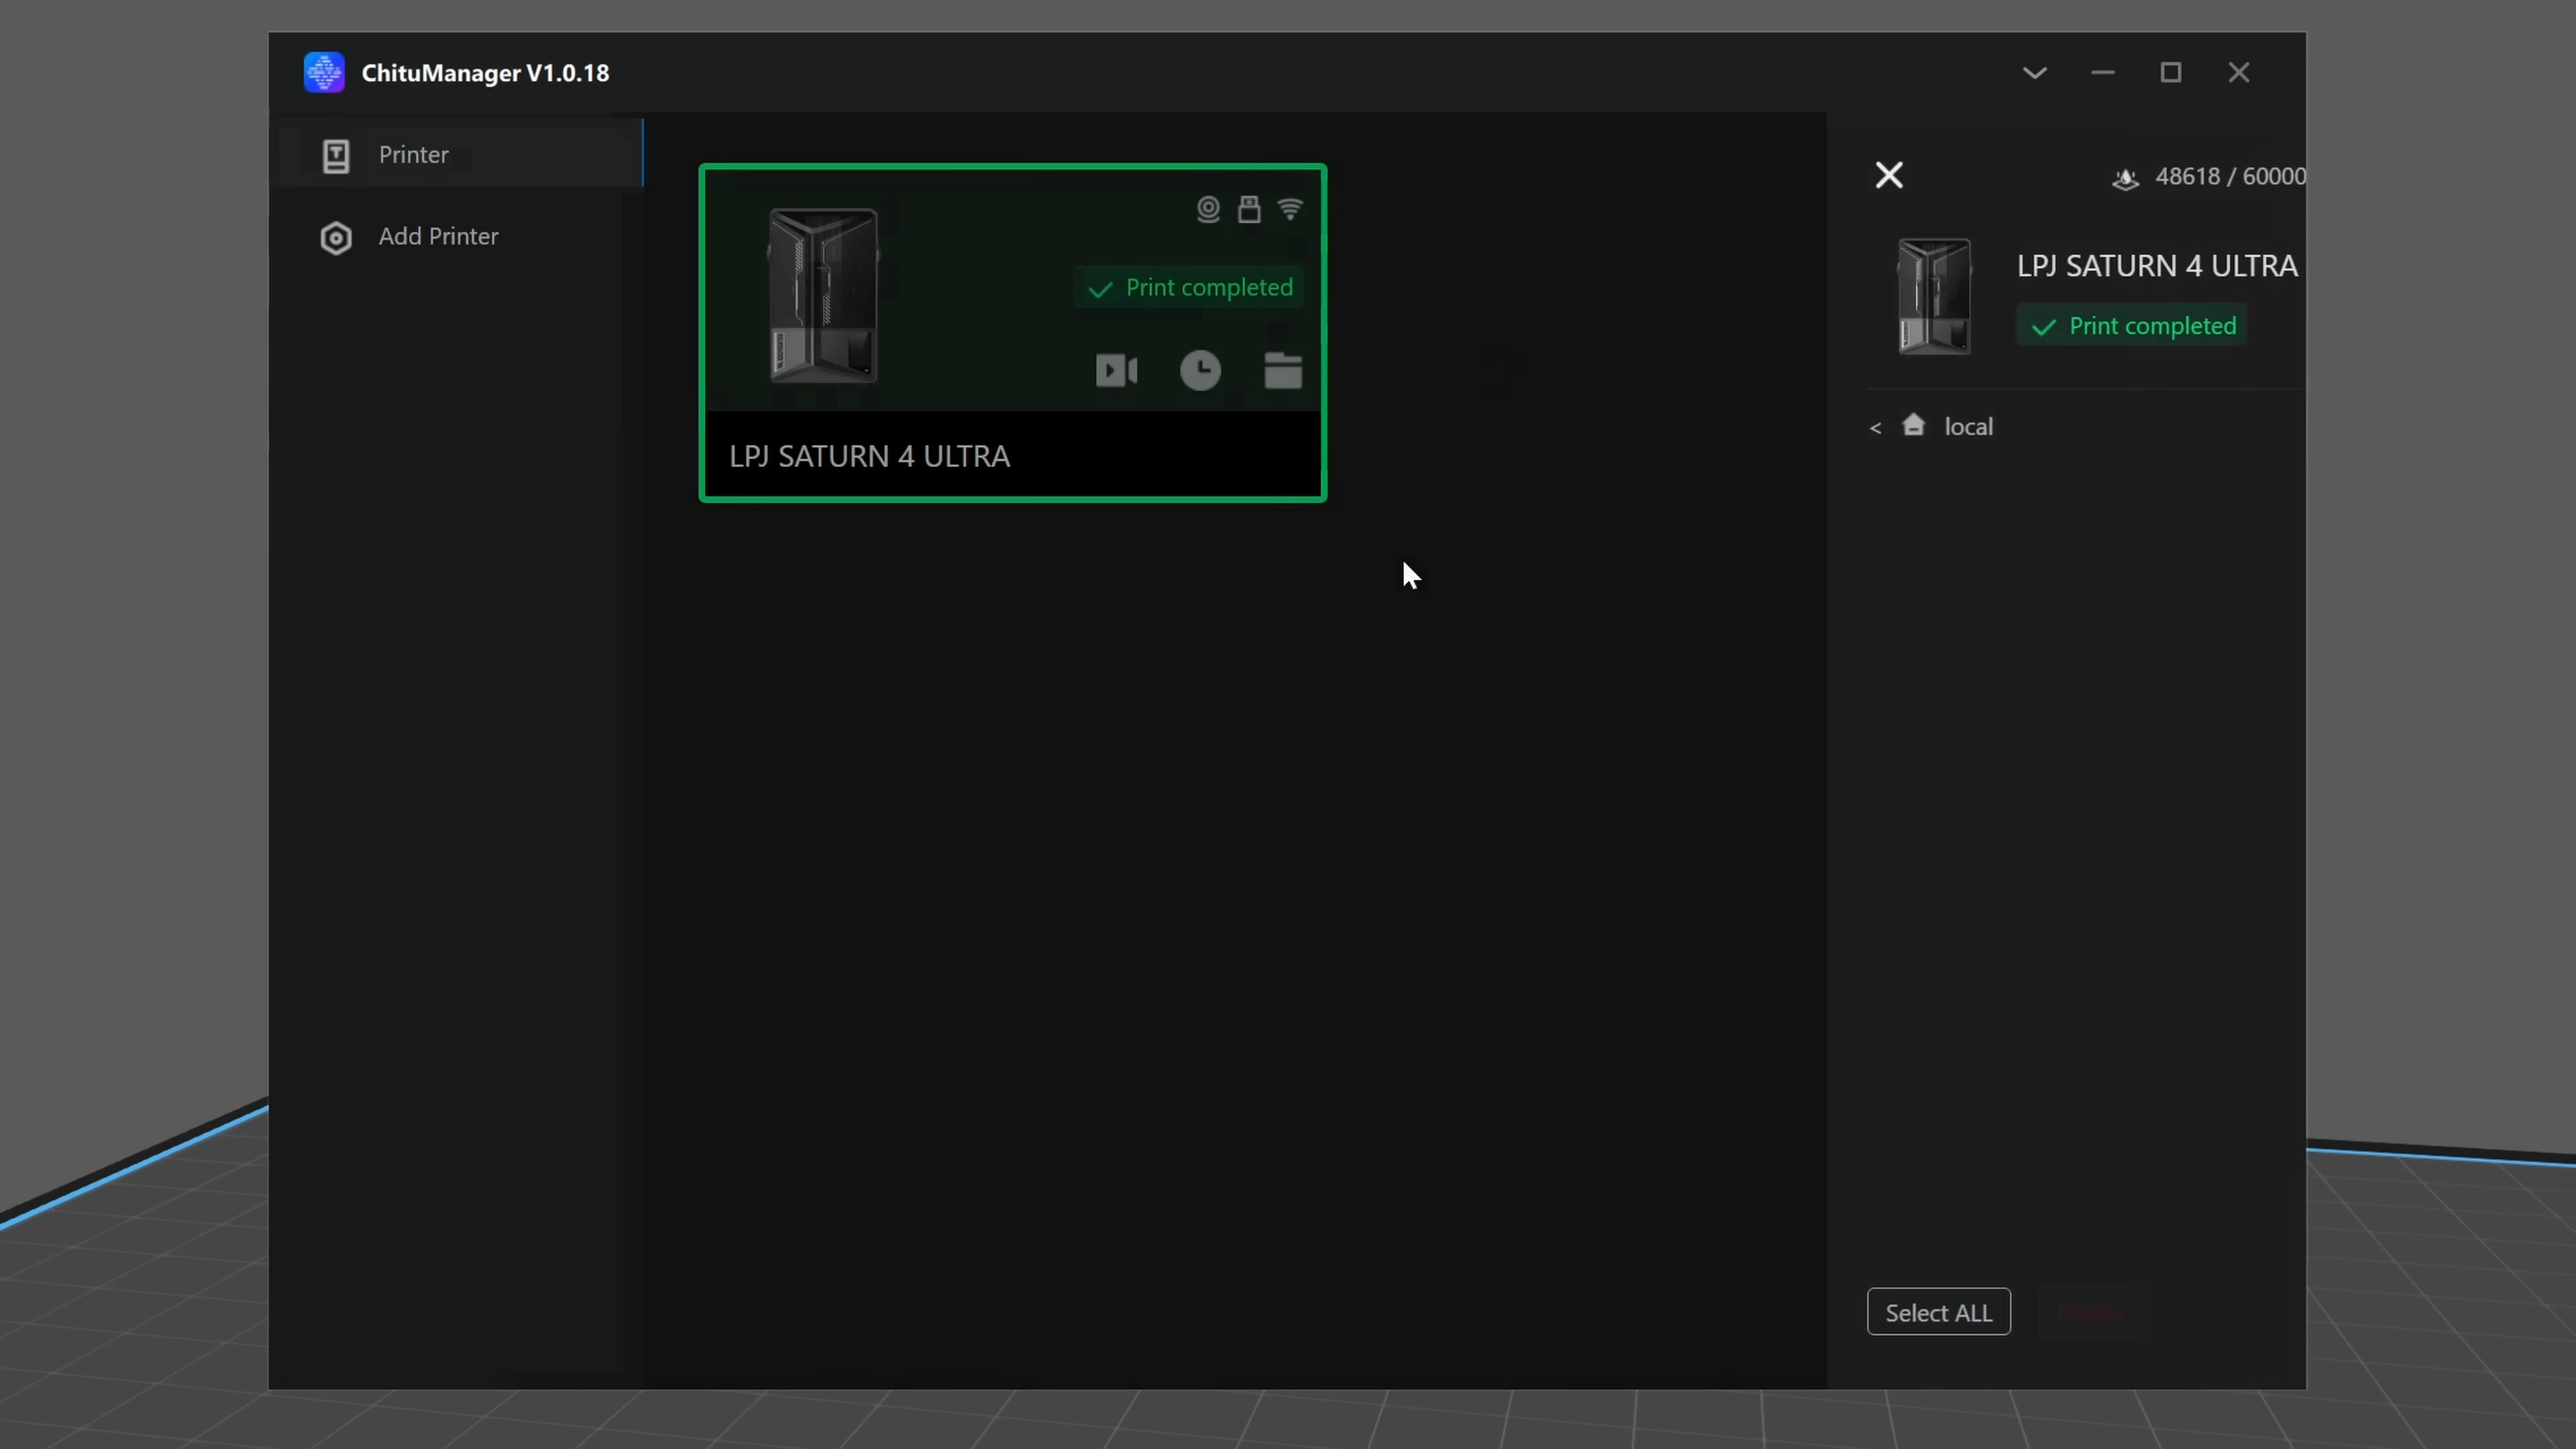 ChituManager V1.0.18
Printer
Add Printer
Print completed
LPJ SATURN 4 ULTRA
48618 / 60000
LPJ SATURN 4 ULTRA
Print completed
< local
Select ALL